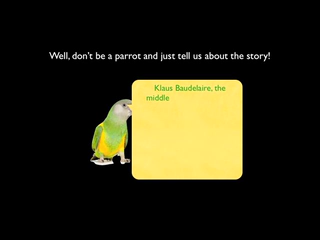 Well, don't be a parrot and just tell us about the story!
Klaus Baudelaire, the
middle